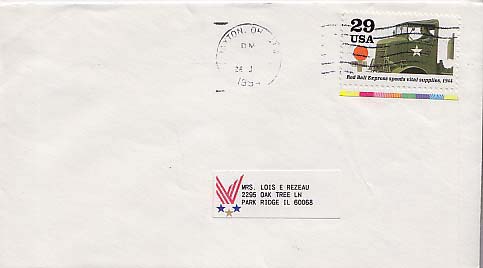 PM
29
USA
Red Ball Express speeds vital supplies, 1944
MRS. LOIS E REZEAU
2295 OAK TREE LN
PARK RIDGE IL 60068